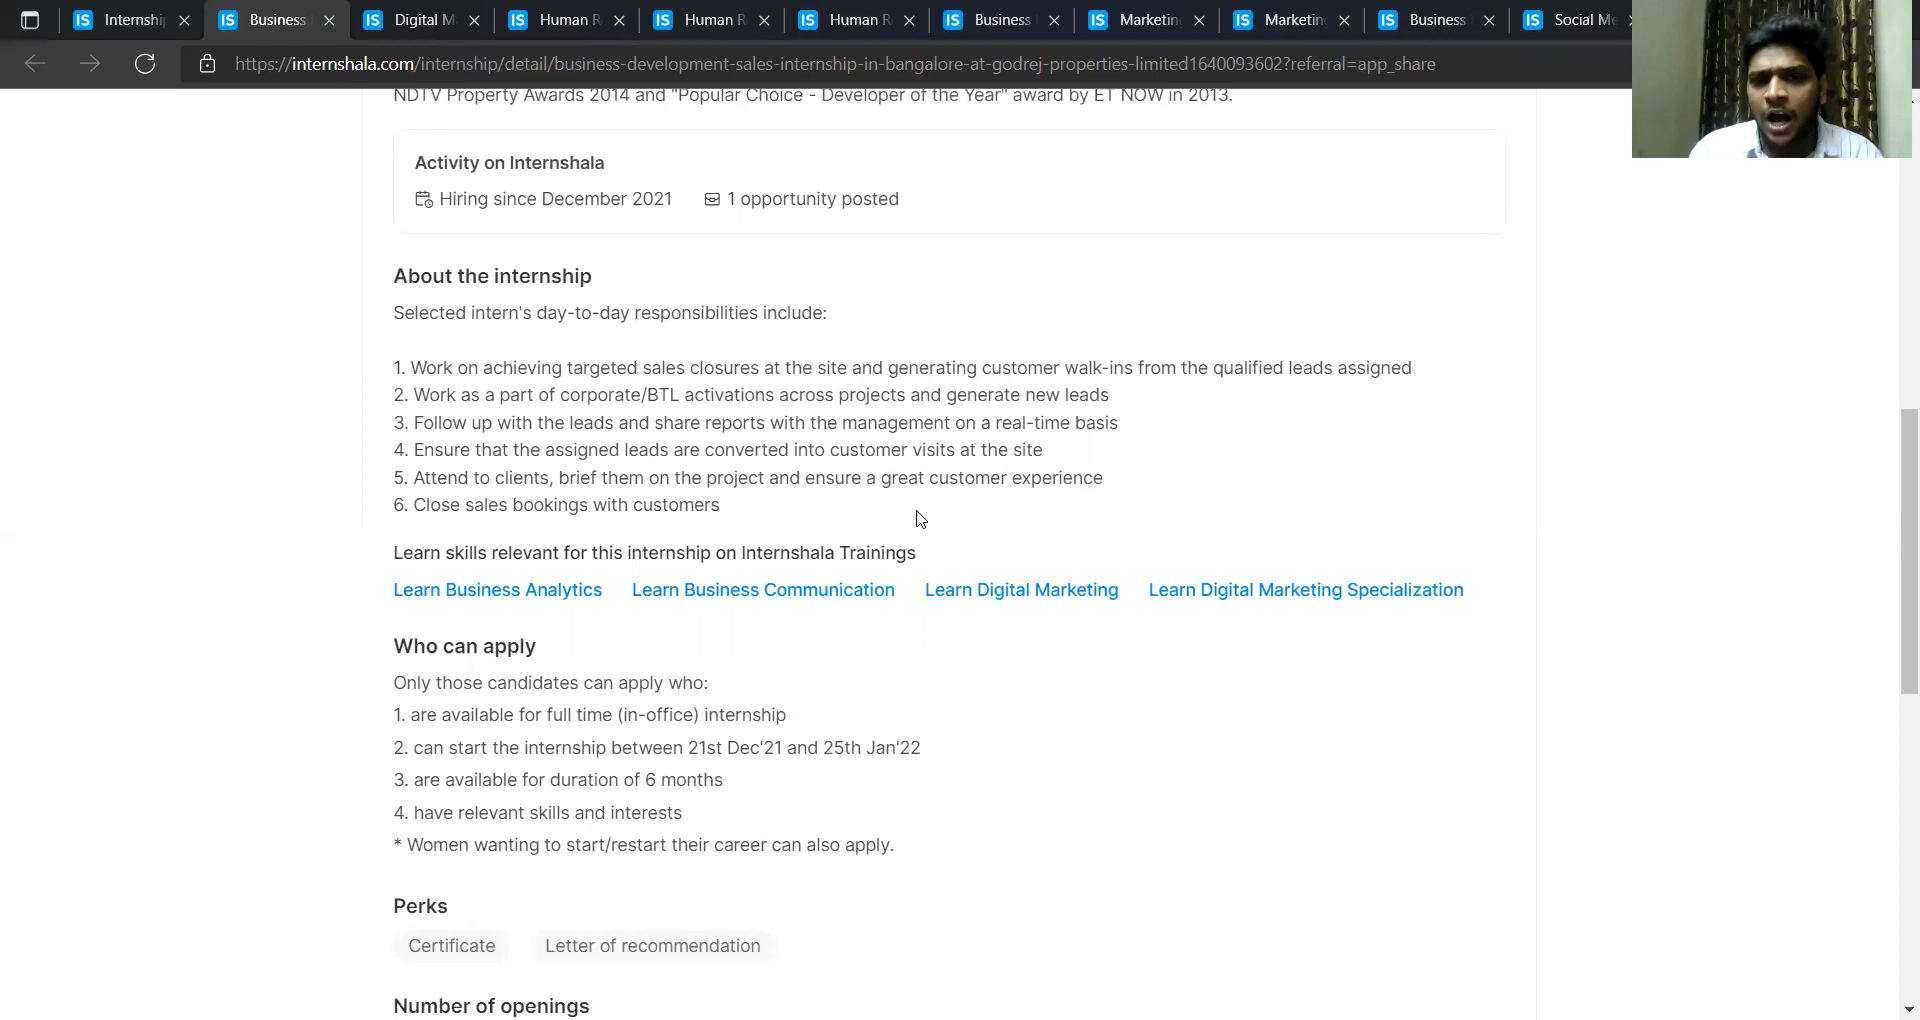 IS Internship
IS Business
IS Digital M
IS Human R
IS Human R
IS Human R
IS Business
IS Marketin
IS Marketin
IS Business
IS Social Me
https://internshala.com/internship/detail/business-development-sales-internship-in-bangalore-at-godrej-properties-limited1640093602?referral=app_share
NDTV Property Awards 2014 and "Popular Choice - Developer of the Year" award by ET NOW in 2013.
Activity on Internshala
Hiring since December 2021 1 opportunity posted
About the internship
Selected intern's day-to-day responsibilities include:
1. Work on achieving targeted sales closures at the site and generating customer walk-ins from the qualified leads assigned
2. Work as a part of corporate/BTL activations across projects and generate new leads
3. Follow up with the leads and share reports with the management on a real-time basis
4. Ensure that the assigned leads are converted into customer visits at the site
5. Attend to clients, brief them on the project and ensure a great customer experience
6. Close sales bookings with customers
Learn skills relevant for this internship on Internshala Trainings
Learn Business Analytics Learn Business Communication Learn Digital Marketing Learn Digital Marketing Specialization
Who can apply
Only those candidates can apply who:
1. are available for full time (in-office) internship
2. can start the internship between 21st Dec'21 and 25th Jan'22
3. are available for duration of 6 months
4. have relevant skills and interests
* Women wanting to start/restart their career can also apply.
Perks
Certificate Letter of recommendation
Number of openings